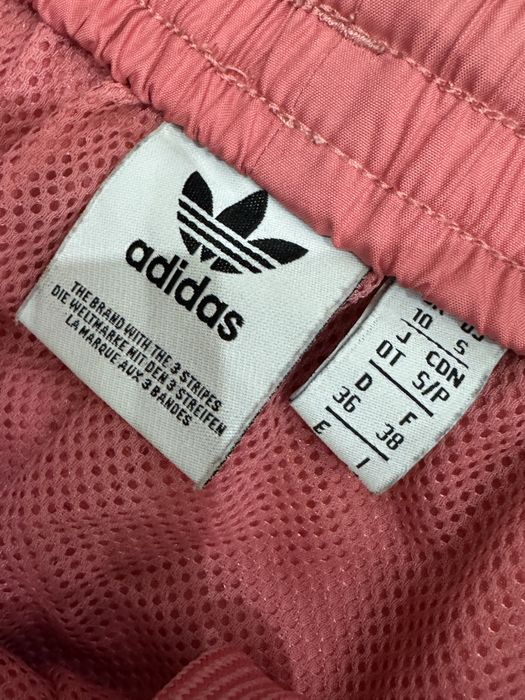 adidas
THE BRAND WITH THE 3 STRIPES
DIE WELTMARKE MIT DEN 3 STREIFEN
LA MARQUE AUX 3 BANDES
10 S
J CDN
OT S/P
D F
36 38
E I